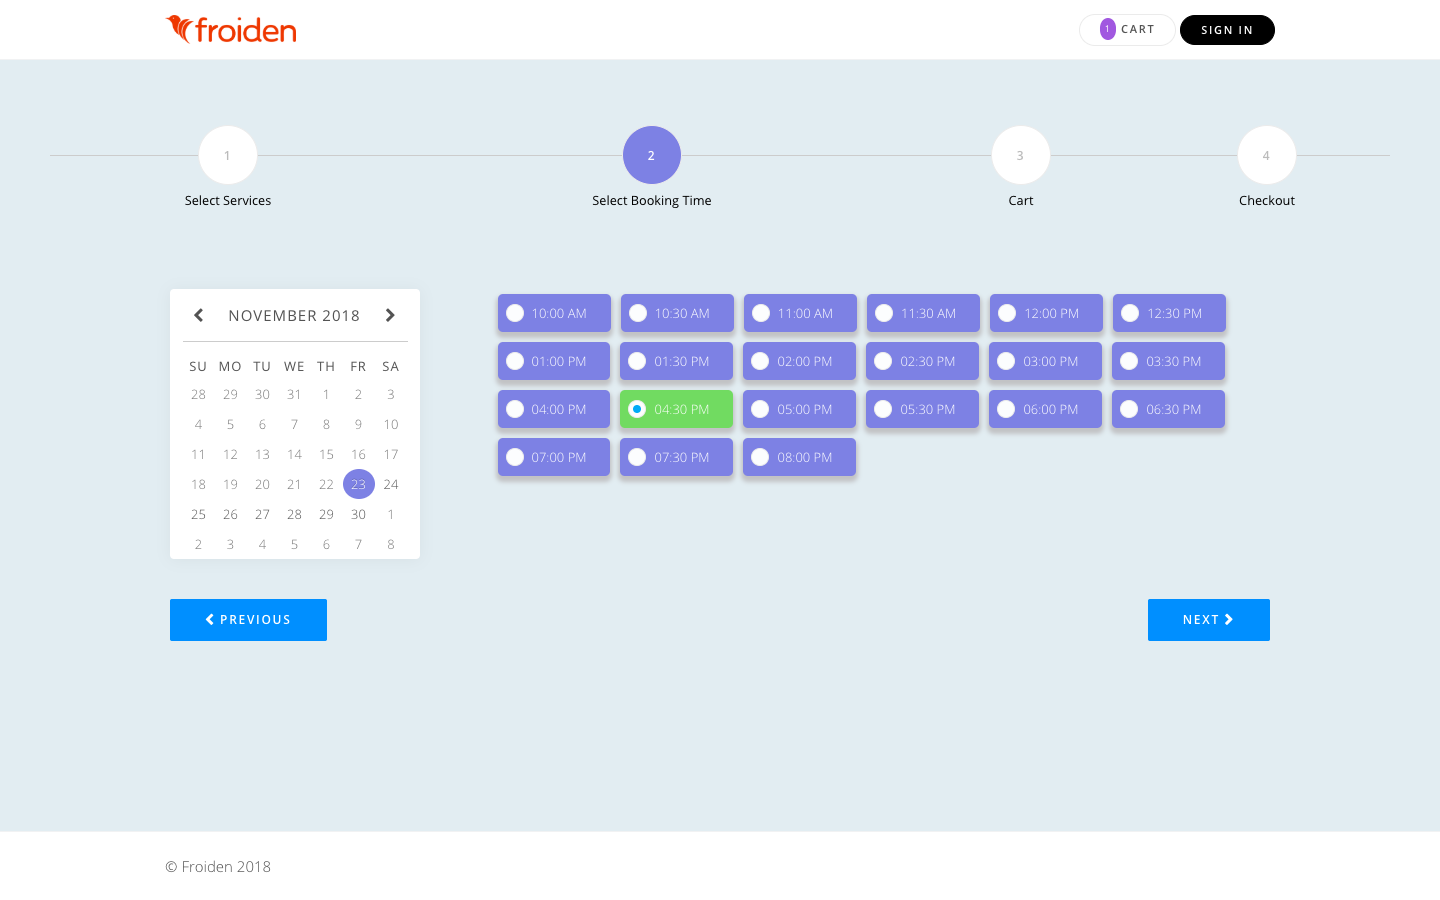 froiden
1 CART
SIGN IN
1
2
3
4
Select Services
Select Booking Time
Cart
Checkout
NOVEMBER 2018
SU MO TU WE TH FR SA
28 29 30 31 1 2 3
4 5 6 7 8 9 10
11 12 13 14 15 16 17
18 19 20 21 22 23 24
25 26 27 28 29 30 1
2 3 4 5 6 7 8
10:00 AM 10:30 AM 11:00 AM 11:30 AM 12:00 PM 12:30 PM
01:00 PM 01:30 PM 02:00 PM 02:30 PM 03:00 PM 03:30 PM
04:00 PM 04:30 PM 05:00 PM 05:30 PM 06:00 PM 06:30 PM
07:00 PM 07:30 PM 08:00 PM
PREVIOUS
NEXT
© Froiden 2018